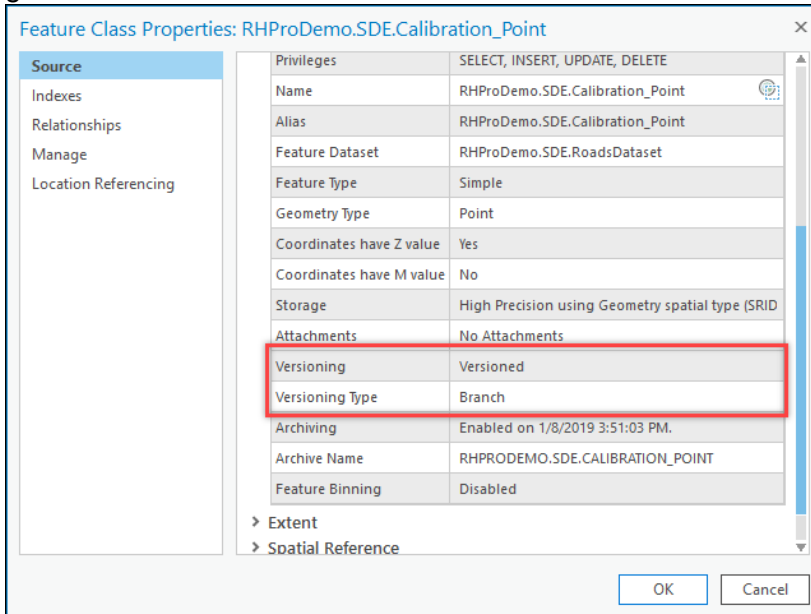 Feature Class Properties: RHProDemo.SDE.Calibration_Point
Source
Indexes
Relationships
Manage
Location Referencing
Privileges SELECT, INSERT, UPDATE, DELETE
Name RHProDemo.SDE.Calibration_Point
Alias RHProDemo.SDE.Calibration_Point
Feature Dataset RHProDemo.SDE.RoadsDataset
Feature Type Simple
Geometry Type Point
Coordinates have Z value Yes
Coordinates have M value No
Storage High Precision using Geometry spatial type (SRID
Attachments No Attachments
Versioning Versioned
Versioning Type Branch
Archiving Enabled on 1/8/2019 3:51:03 PM.
Archive Name RHPRODEMO.SDE.CALIBRATION_POINT
Feature Binning Disabled
> Extent
> Spatial Reference
OK Cancel